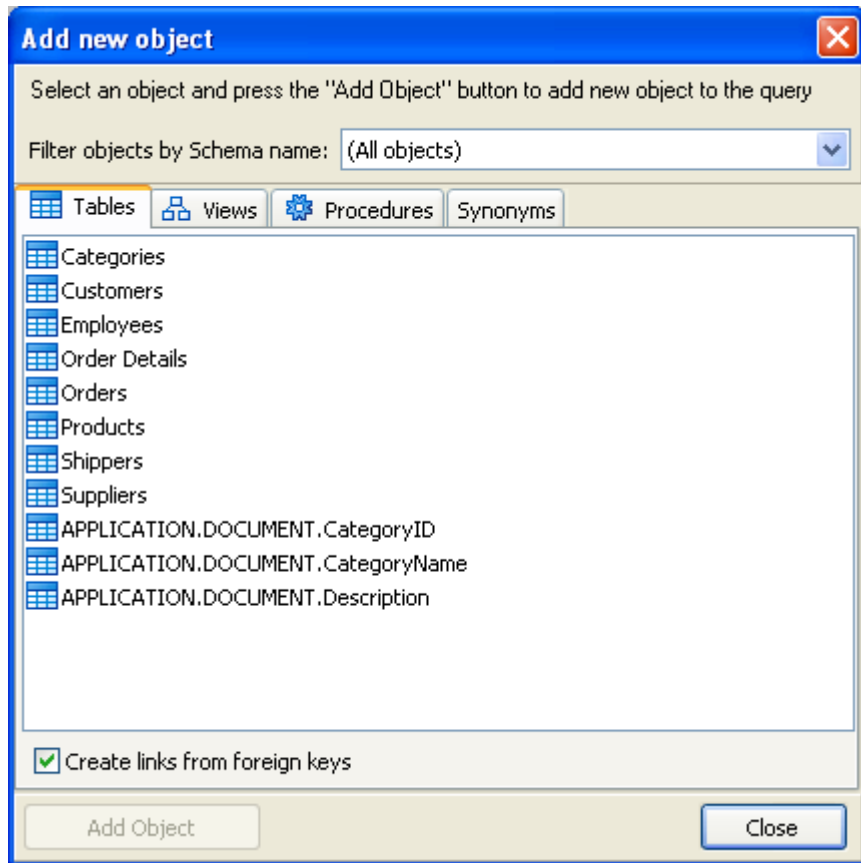 Add new object
Select an object and press the "Add Object" button to add new object to the query
Filter objects by Schema name: (All objects)
Tables Views Procedures Synonyms
Categories
Customers
Employees
Order Details
Orders
Products
Shippers
Suppliers
APPLICATION.DOCUMENT.CategoryID
APPLICATION.DOCUMENT.CategoryName
APPLICATION.DOCUMENT.Description
Create links from foreign keys
Add Object Close